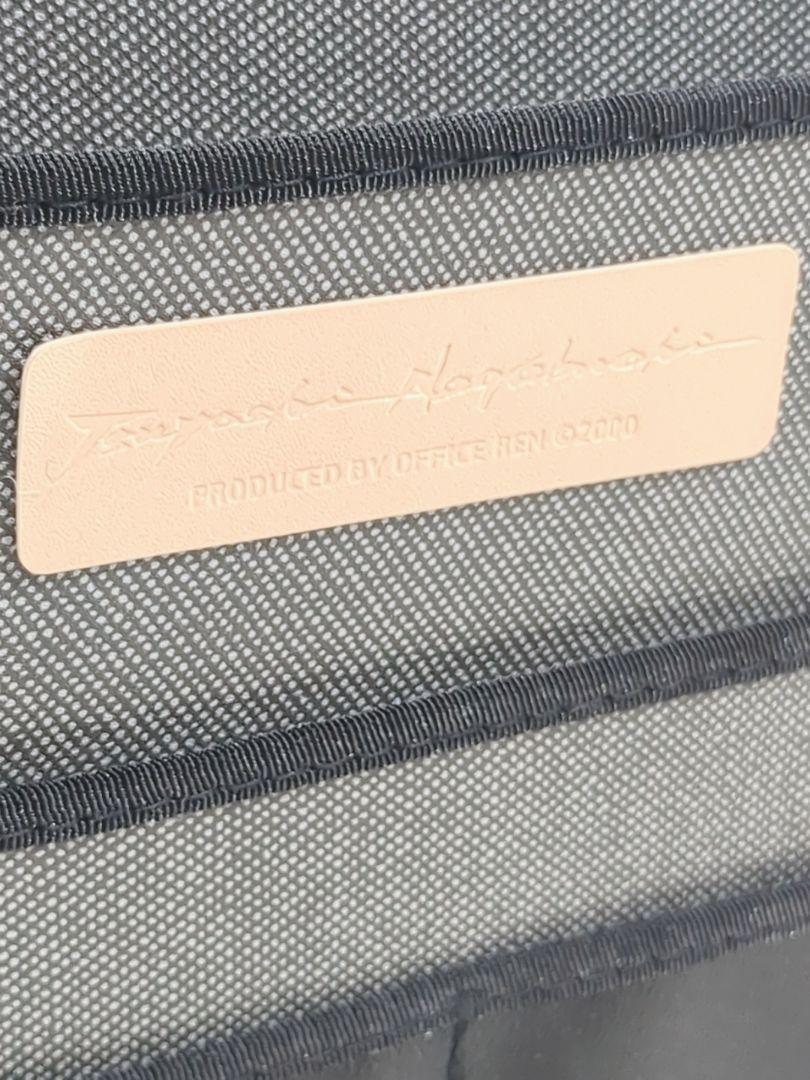 Tsuyoshi Nagabuchi
PRODUCED BY OFFICE REN ©2000